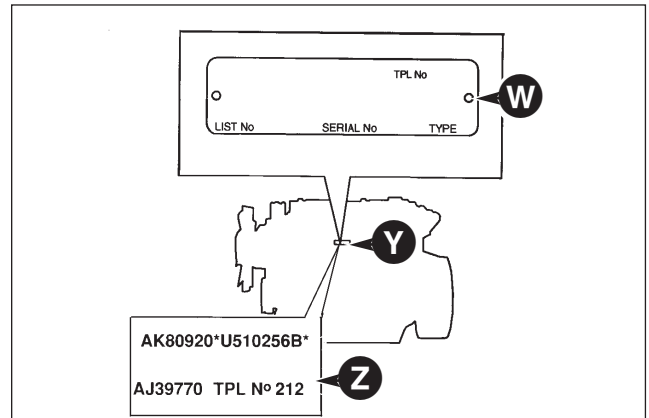 TPL No
W
LIST No SERIAL No TYPE
Y
AK80920*U510256B*
Z
AJ39770 TPL Nº 212